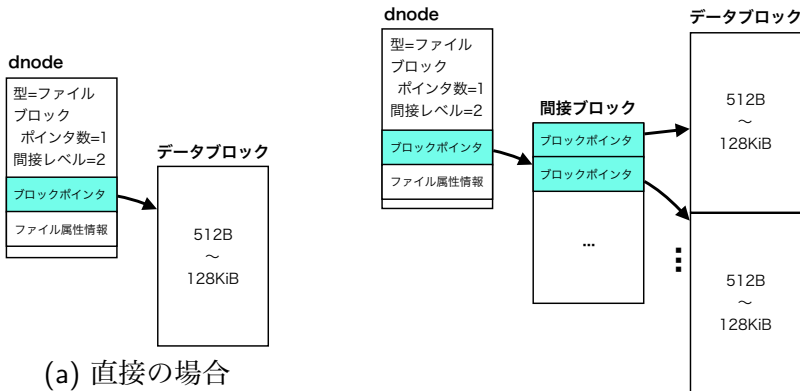 dnode
型=ファイル
ブロック
ポインタ数=1
間接レベル=2
ブロックポインタ
ファイル属性情報
データブロック
512B
～
128KiB
(a) 直接の場合
dnode
型=ファイル
ブロック
ポインタ数=1
間接レベル=2
ブロックポインタ
ファイル属性情報
間接ブロック
ブロックポインタ
ブロックポインタ
...
データブロック
512B
～
128KiB
⋮
512B
～
128KiB